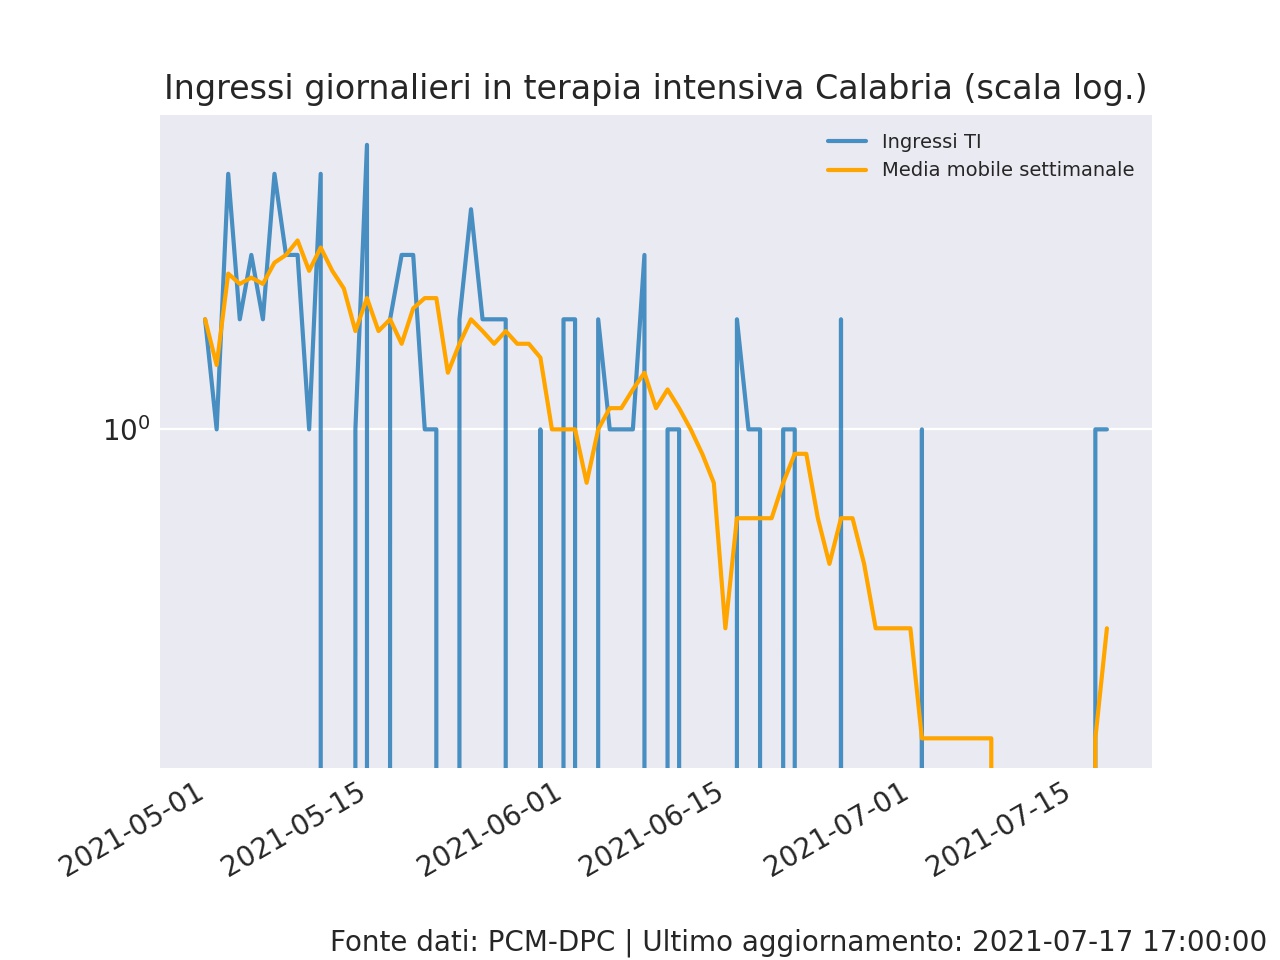 Ingressi giornalieri in terapia intensiva Calabria (scala log.)
Ingressi TI
Media mobile settimanale
10⁰
2021-05-01
2021-05-15
2021-06-01
2021-06-15
2021-07-01
2021-07-15
Fonte dati: PCM-DPC | Ultimo aggiornamento: 2021-07-17 17:00:00